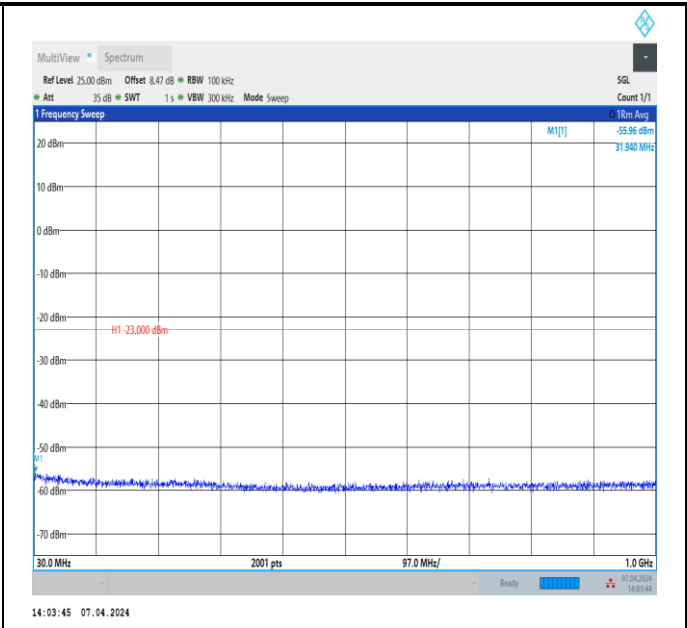 MultiView Spectrum
Ref Level 25.00 dBm Offset 8.47 dB RBW 100 kHz SGL
Att 35 dB SWT 1 s VBW 300 kHz Mode Sweep Count 1/1
1 Frequency Sweep 1Rm Avg
M1[1] -55.96 dBm
31.940 MHz
20 dBm
10 dBm
0 dBm
-10 dBm
-20 dBm
H1 -23.000 dBm
-30 dBm
-40 dBm
-50 dBm
M1
-60 dBm
-70 dBm
30.0 MHz 2001 pts 97.0 MHz/ 1.0 GHz
- - Ready 07.04.2024
14:03:44
14:03:45 07.04.2024